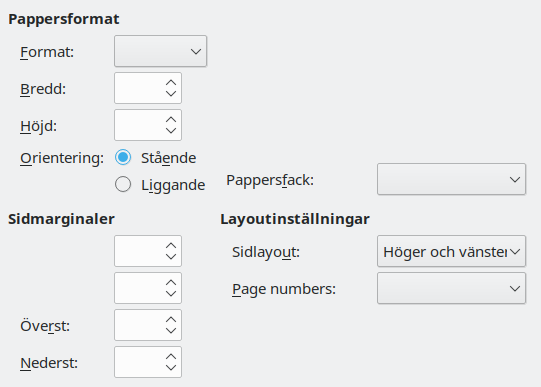 Pappersformat
Format:
Bredd:
Höjd:
Orientering:
Stående
Liggande
Pappersfack:
Sidmarginaler
Överst:
Nederst:
Layoutinställningar
Sidlayout:
Höger och vänster
Page numbers: